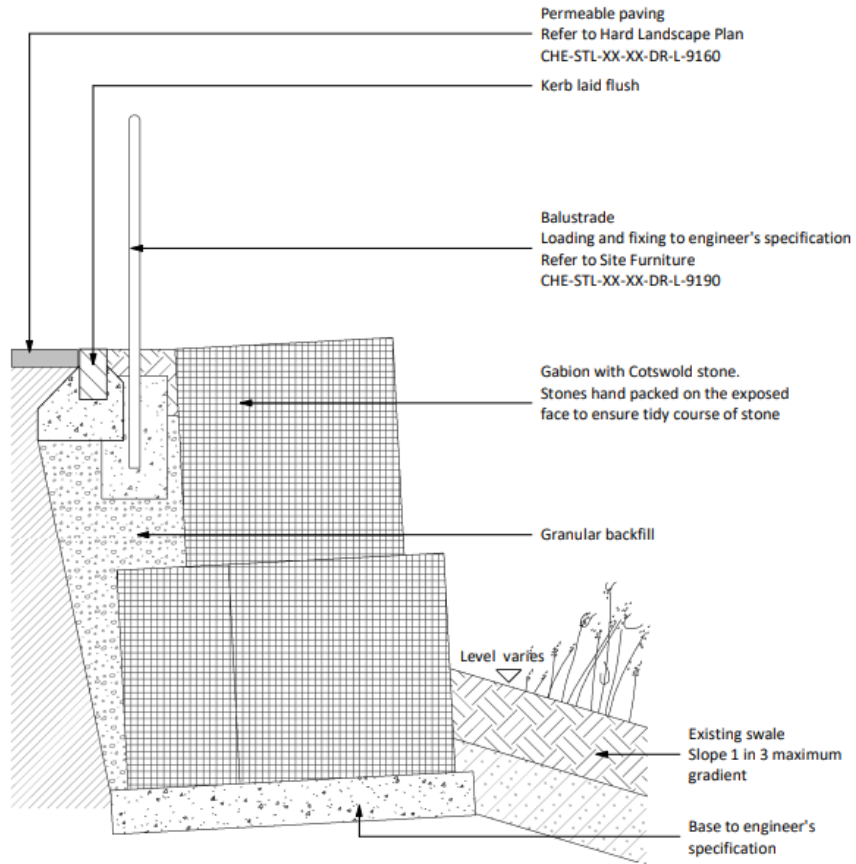 Permeable paving
Refer to Hard Landscape Plan
CHE-STL-XX-XX-DR-L-9160
Kerb laid flush
Balustrade
Loading and fixing to engineer's specification
Refer to Site Furniture
CHE-STL-XX-XX-DR-L-9190
Gabion with Cotswold stone.
Stones hand packed on the exposed
face to ensure tidy course of stone
Granular backfill
Level varies
Existing swale
Slope 1 in 3 maximum
gradient
Base to engineer's
specification